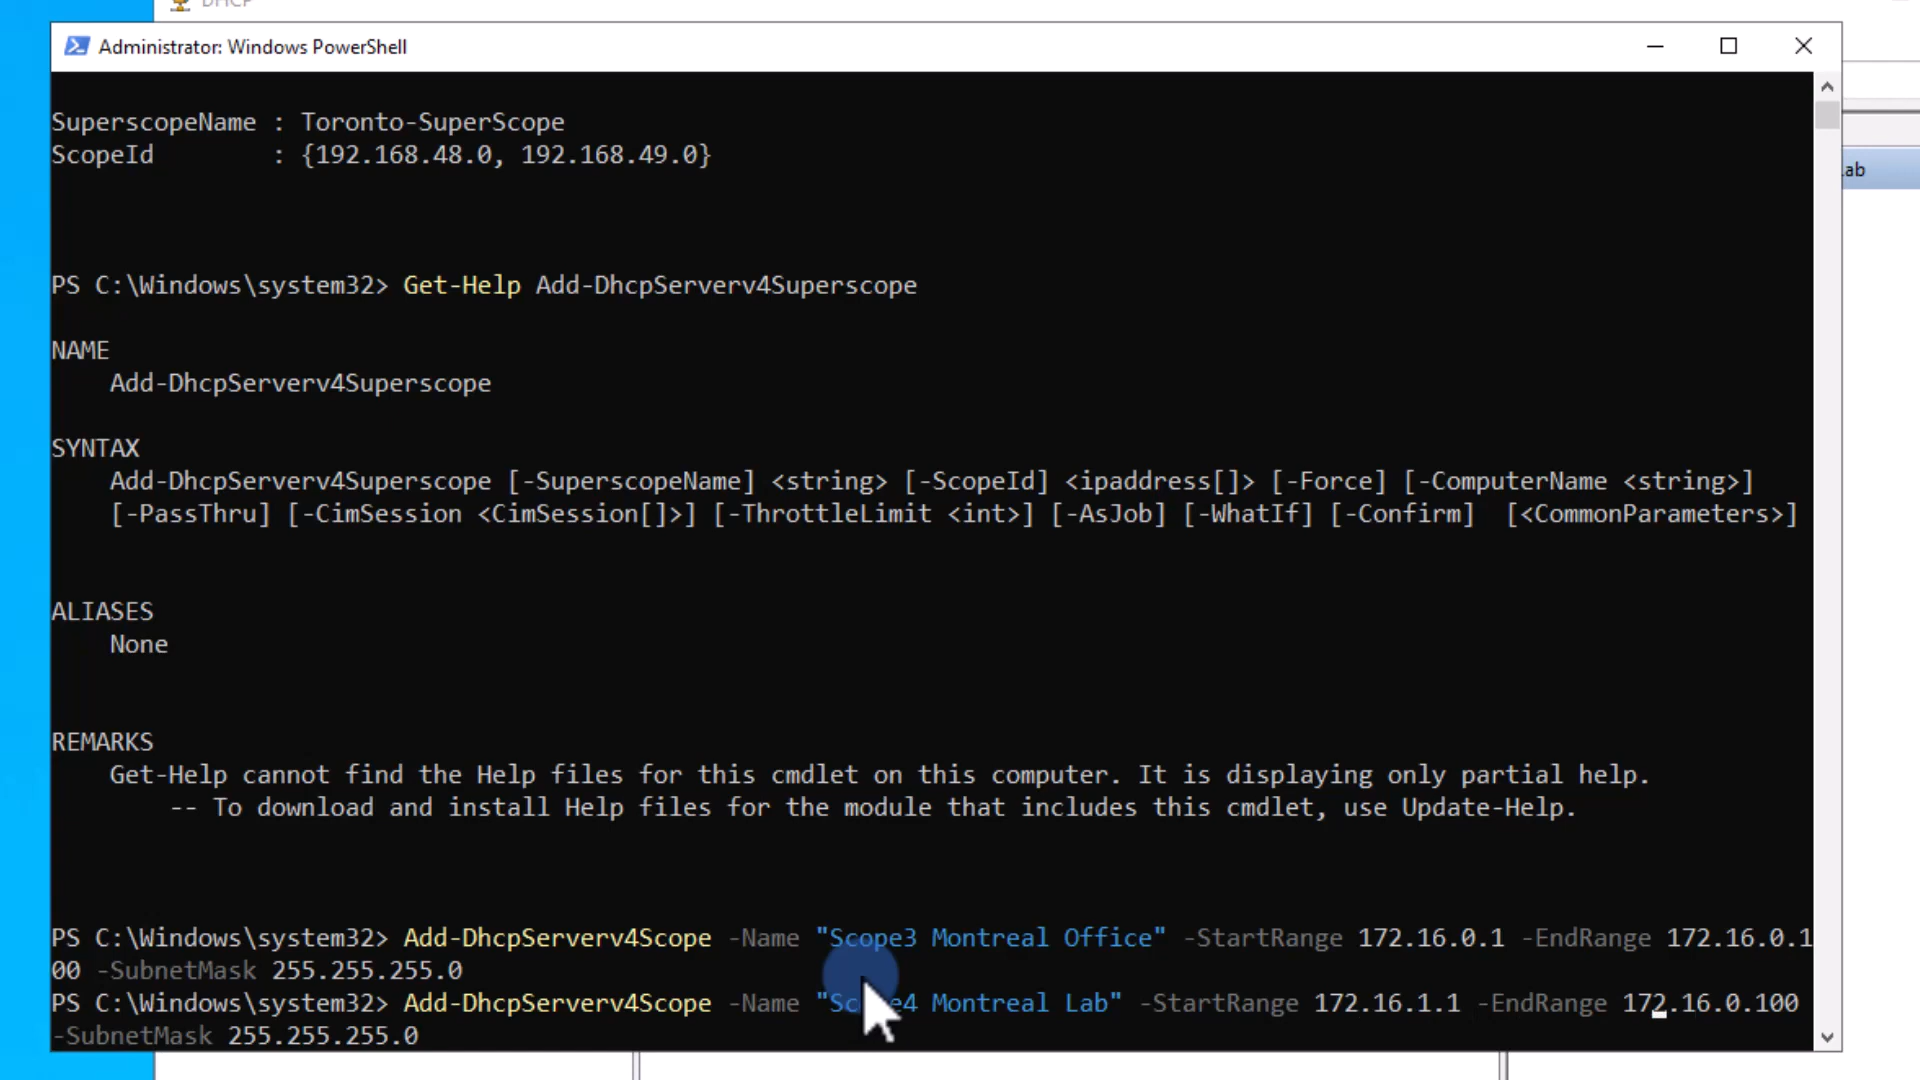 DHCP
Administrator: Windows PowerShell
SuperscopeName : Toronto-SuperScope
ScopeId        : {192.168.48.0, 192.168.49.0}
PS C:\Windows\system32> Get-Help Add-DhcpServerv4Superscope
NAME
    Add-DhcpServerv4Superscope
SYNTAX
    Add-DhcpServerv4Superscope [-SuperscopeName] <string> [-ScopeId] <ipaddress[]> [-Force] [-ComputerName <string>]
    [-PassThru] [-CimSession <CimSession[]>] [-ThrottleLimit <int>] [-AsJob] [-WhatIf] [-Confirm]  [<CommonParameters>]
ALIASES
    None
REMARKS
    Get-Help cannot find the Help files for this cmdlet on this computer. It is displaying only partial help.
        -- To download and install Help files for the module that includes this cmdlet, use Update-Help.
PS C:\Windows\system32> Add-DhcpServerv4Scope -Name "Scope3 Montreal Office" -StartRange 172.16.0.1 -EndRange 172.16.0.1
00 -SubnetMask 255.255.255.0
PS C:\Windows\system32> Add-DhcpServerv4Scope -Name "Scope4 Montreal Lab" -StartRange 172.16.1.1 -EndRange 172.16.0.100
-SubnetMask 255.255.255.0